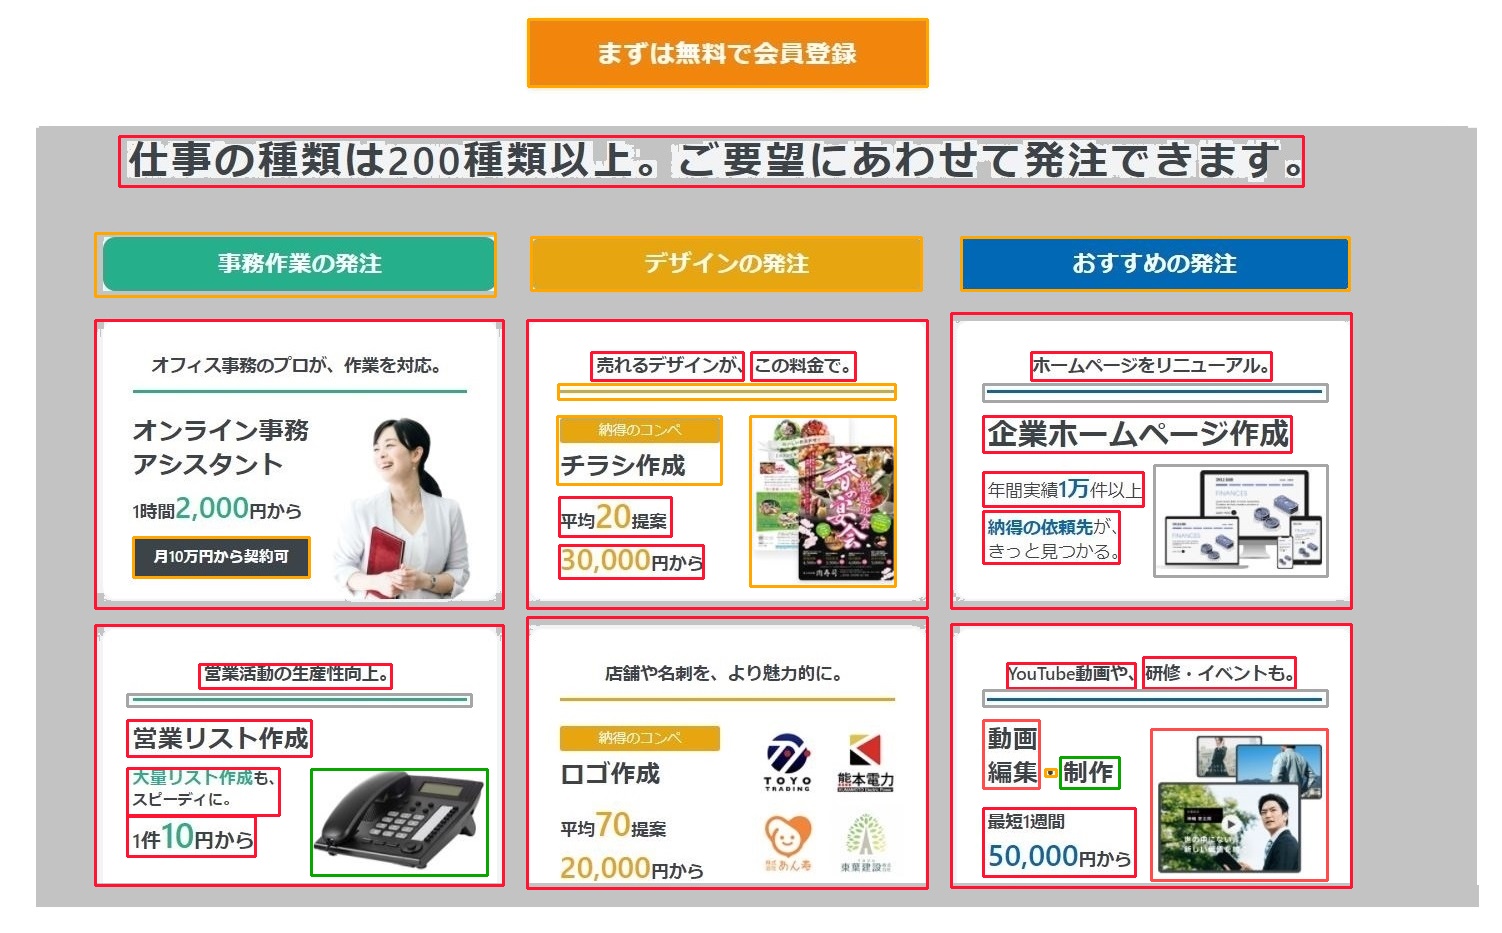 まずは無料で会員登録
仕事の種類は200種類以上。ご要望にあわせて発注できます。
事務作業の発注
オフィス事務のプロが、作業を対応。
オンライン事務
アシスタント
1時間2,000円から
月10万円から契約可
営業活動の生産性向上。
営業リスト作成
大量リスト作成も、
スピーディに。
1件10円から
デザインの発注
売れるデザインが、この料金で。
納得のコンペ
チラシ作成
平均20提案
30,000円から
春の宴会
肉寿司
店舗や名刺を、より魅力的に。
納得のコンペ
ロゴ作成
平均70提案
20,000円から
TOYO
TRADING
熊本電力
あん寿
東葉建設
おすすめの発注
ホームページをリニューアル。
企業ホームページ作成
年間実績1万件以上
納得の依頼先が、
きっと見つかる。
FINANCES
FINANCES
YouTube動画や、研修・イベントも。
動画
編集・制作
最短1週間
50,000円から